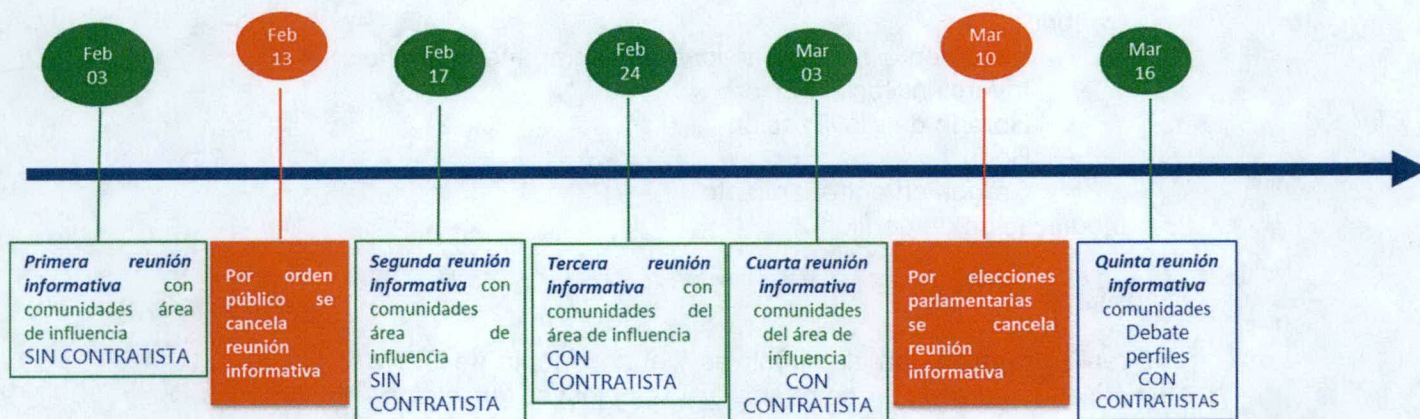 Feb
03
Feb
13
Feb
17
Feb
24
Mar
03
Mar
10
Mar
16
Primera reunión
informativa con
comunidades área
de influencia
SIN CONTRATISTA
Por orden
público se
cancela
reunión
informativa
Segunda reunión
informativa con
comunidades
área de
influencia
SIN
CONTRATISTA
Tercera reunión
informativa con
comunidades del
área de influencia
CON
CONTRATISTA
Cuarta reunión
informativa
comunidades
del área de
influencia
CON
CONTRATISTA
Por elecciones
parlamentarias
se cancela
reunión
informativa
Quinta reunión
informativa
comunidades
Debate
perfiles
CON
CONTRATISTAS